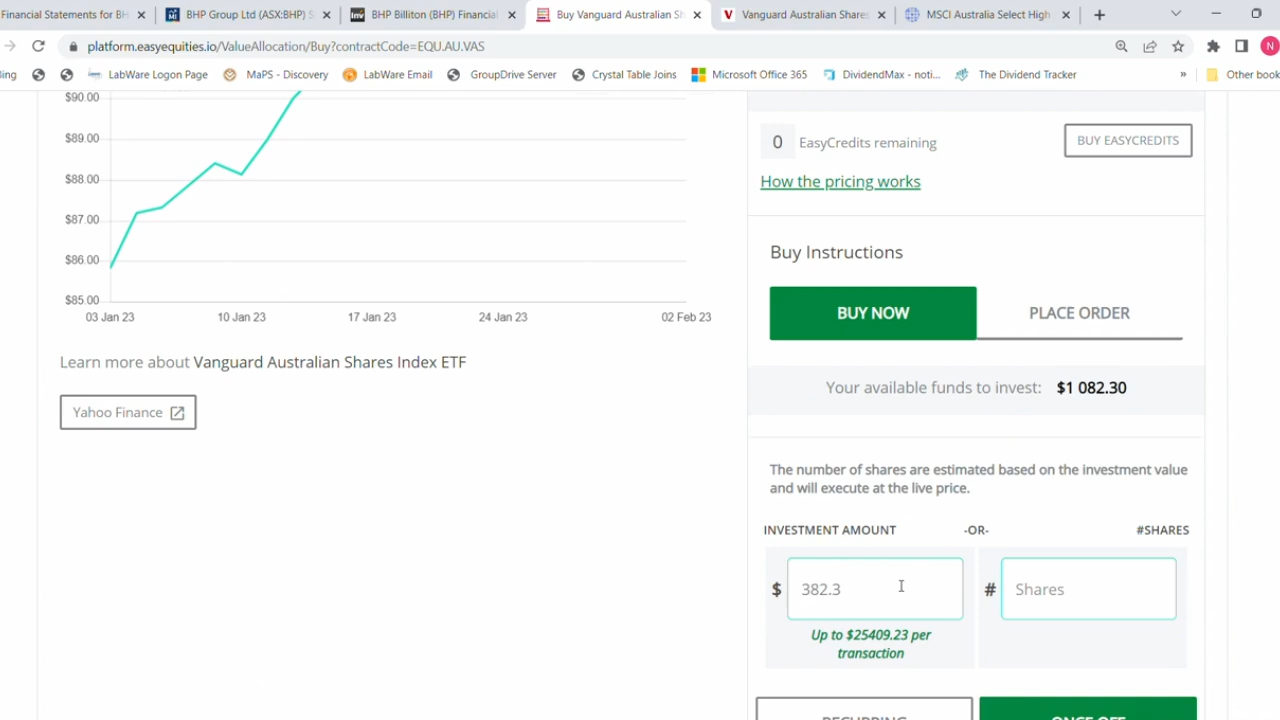 Financial Statements for BH
BHP Group Ltd (ASX:BHP) S
BHP Billiton (BHP) Financial
Buy Vanguard Australian Sh
Vanguard Australian Shares
MSCI Australia Select High
platform.easyequities.io/ValueAllocation/Buy?contractCode=EQU.AU.VAS
N
Bing
LabWare Logon Page
MaPS - Discovery
LabWare Email
GroupDrive Server
Crystal Table Joins
Microsoft Office 365
DividendMax - noti...
The Dividend Tracker
»
Other book
$90.00
$89.00
$88.00
$87.00
$86.00
$85.00
03 Jan 23
10 Jan 23
17 Jan 23
24 Jan 23
02 Feb 23
Learn more about Vanguard Australian Shares Index ETF
Yahoo Finance
0 EasyCredits remaining
BUY EASYCREDITS
How the pricing works
Buy Instructions
BUY NOW
PLACE ORDER
Your available funds to invest: $1 082.30
The number of shares are estimated based on the investment value
and will execute at the live price.
INVESTMENT AMOUNT -OR- #SHARES
$ 382.3
# Shares
Up to $25409.23 per
transaction
RECURRING
ONCE OFF